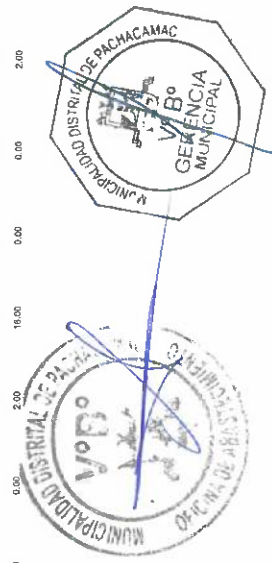 0.00 2.00 16.00 0.00 0.00 2.00
MUNICIPALIDAD DISTRITAL DE PACHA
V°B°
OFICINA DE ABASTECIMIENTO
MUNICIPALIDAD DISTRITAL DE PACHACAMAC
V° B°
GERENCIA
MUNICIPAL